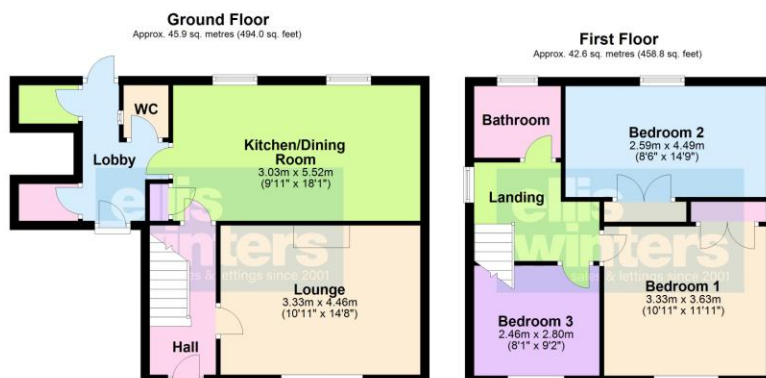 Ground Floor
Approx. 45.9 sq. metres (494.0 sq. feet)
WC
Kitchen/Dining
Room
3.03m x 5.52m
(9'11" x 18'1")
Lobby
ellis
winters
sales & lettings since 2001
Lounge
3.33m x 4.46m
(10'11" x 14'8")
Hall
First Floor
Approx. 42.6 sq. metres (458.8 sq. feet)
Bathroom
Bedroom 2
2.59m x 4.49m
(8'6" x 14'9")
Landing
ellis
winters
sales & lettings since 2001
Bedroom 1
3.33m x 3.63m
(10'11" x 11'11")
Bedroom 3
2.46m x 2.80m
(8'1" x 9'2")